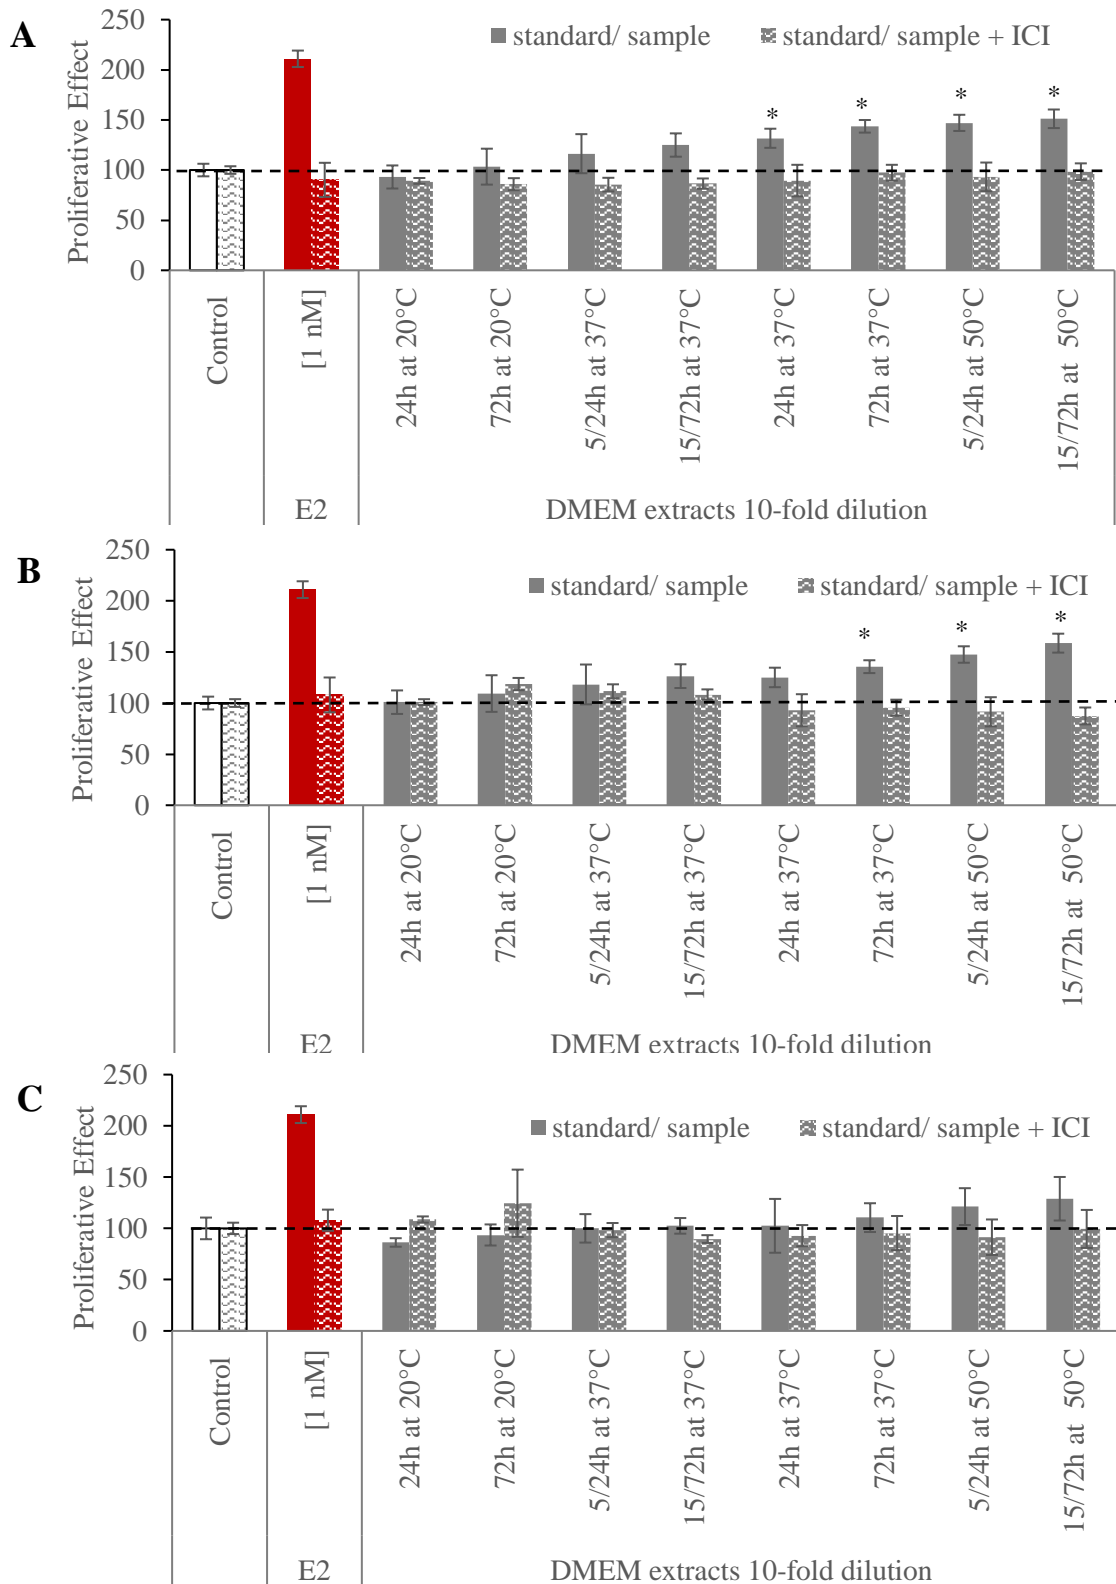 A
standard/ sample
standard/ sample + ICI
Proliferative Effect
300
250
200
150
100
50
0
* * * *
Control
[1 nM]
24h at 20°C
72h at 20°C
5/24h at 37°C
15/72h at 37°C
24h at 37°C
72h at 37°C
5/24h at 50°C
15/72h at 50°C
E2
DMEM extracts 10-fold dilution
B
standard/ sample
standard/ sample + ICI
Proliferative Effect
250
200
150
100
50
0
* * *
Control
[1 nM]
24h at 20°C
72h at 20°C
5/24h at 37°C
15/72h at 37°C
24h at 37°C
72h at 37°C
5/24h at 50°C
15/72h at 50°C
E2
DMEM extracts 10-fold dilution
C
standard/ sample
standard/ sample + ICI
Proliferative Effect
250
200
150
100
50
0
Control
[1 nM]
24h at 20°C
72h at 20°C
5/24h at 37°C
15/72h at 37°C
24h at 37°C
72h at 37°C
5/24h at 50°C
15/72h at 50°C
E2
DMEM extracts 10-fold dilution